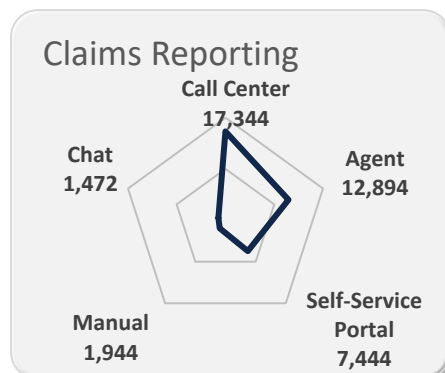 Claims Reporting
Call Center
17,344
Agent
12,894
Self-Service
Portal
7,444
Manual
1,944
Chat
1,472